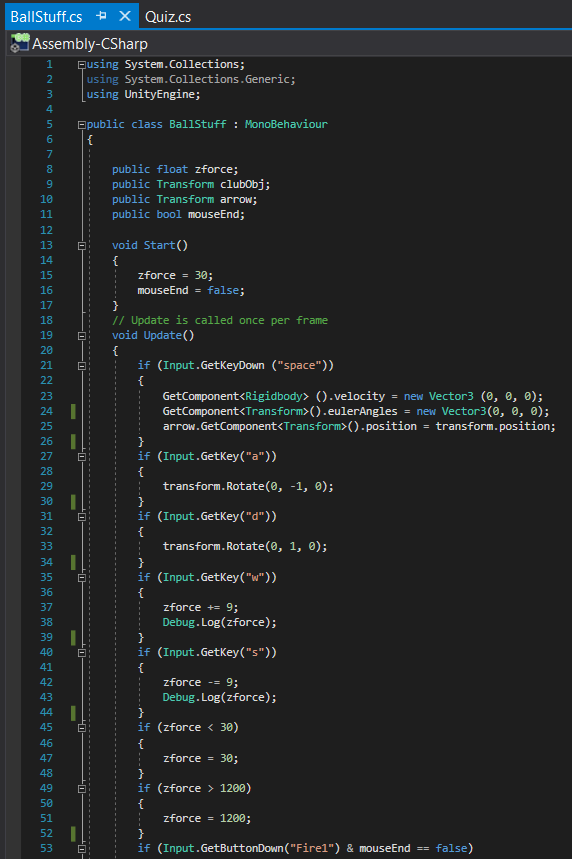 BallStuff.cs Quiz.cs
Assembly-CSharp
1 using System.Collections;
2 using System.Collections.Generic;
3 using UnityEngine;
4
5 public class BallStuff : MonoBehaviour
6 {
7
8 public float zforce;
9 public Transform clubObj;
10 public Transform arrow;
11 public bool mouseEnd;
12
13 void Start()
14 {
15 zforce = 30;
16 mouseEnd = false;
17 }
18 // Update is called once per frame
19 void Update()
20 {
21 if (Input.GetKeyDown ("space"))
22 {
23 GetComponent<Rigidbody> ().velocity = new Vector3 (0, 0, 0);
24 GetComponent<Transform>().eulerAngles = new Vector3(0, 0, 0);
25 arrow.GetComponent<Transform>().position = transform.position;
26 }
27 if (Input.GetKey("a"))
28 {
29 transform.Rotate(0, -1, 0);
30 }
31 if (Input.GetKey("d"))
32 {
33 transform.Rotate(0, 1, 0);
34 }
35 if (Input.GetKey("w"))
36 {
37 zforce += 9;
38 Debug.Log(zforce);
39 }
40 if (Input.GetKey("s"))
41 {
42 zforce -= 9;
43 Debug.Log(zforce);
44 }
45 if (zforce < 30)
46 {
47 zforce = 30;
48 }
49 if (zforce > 1200)
50 {
51 zforce = 1200;
52 }
53 if (Input.GetButtonDown("Fire1") & mouseEnd == false)